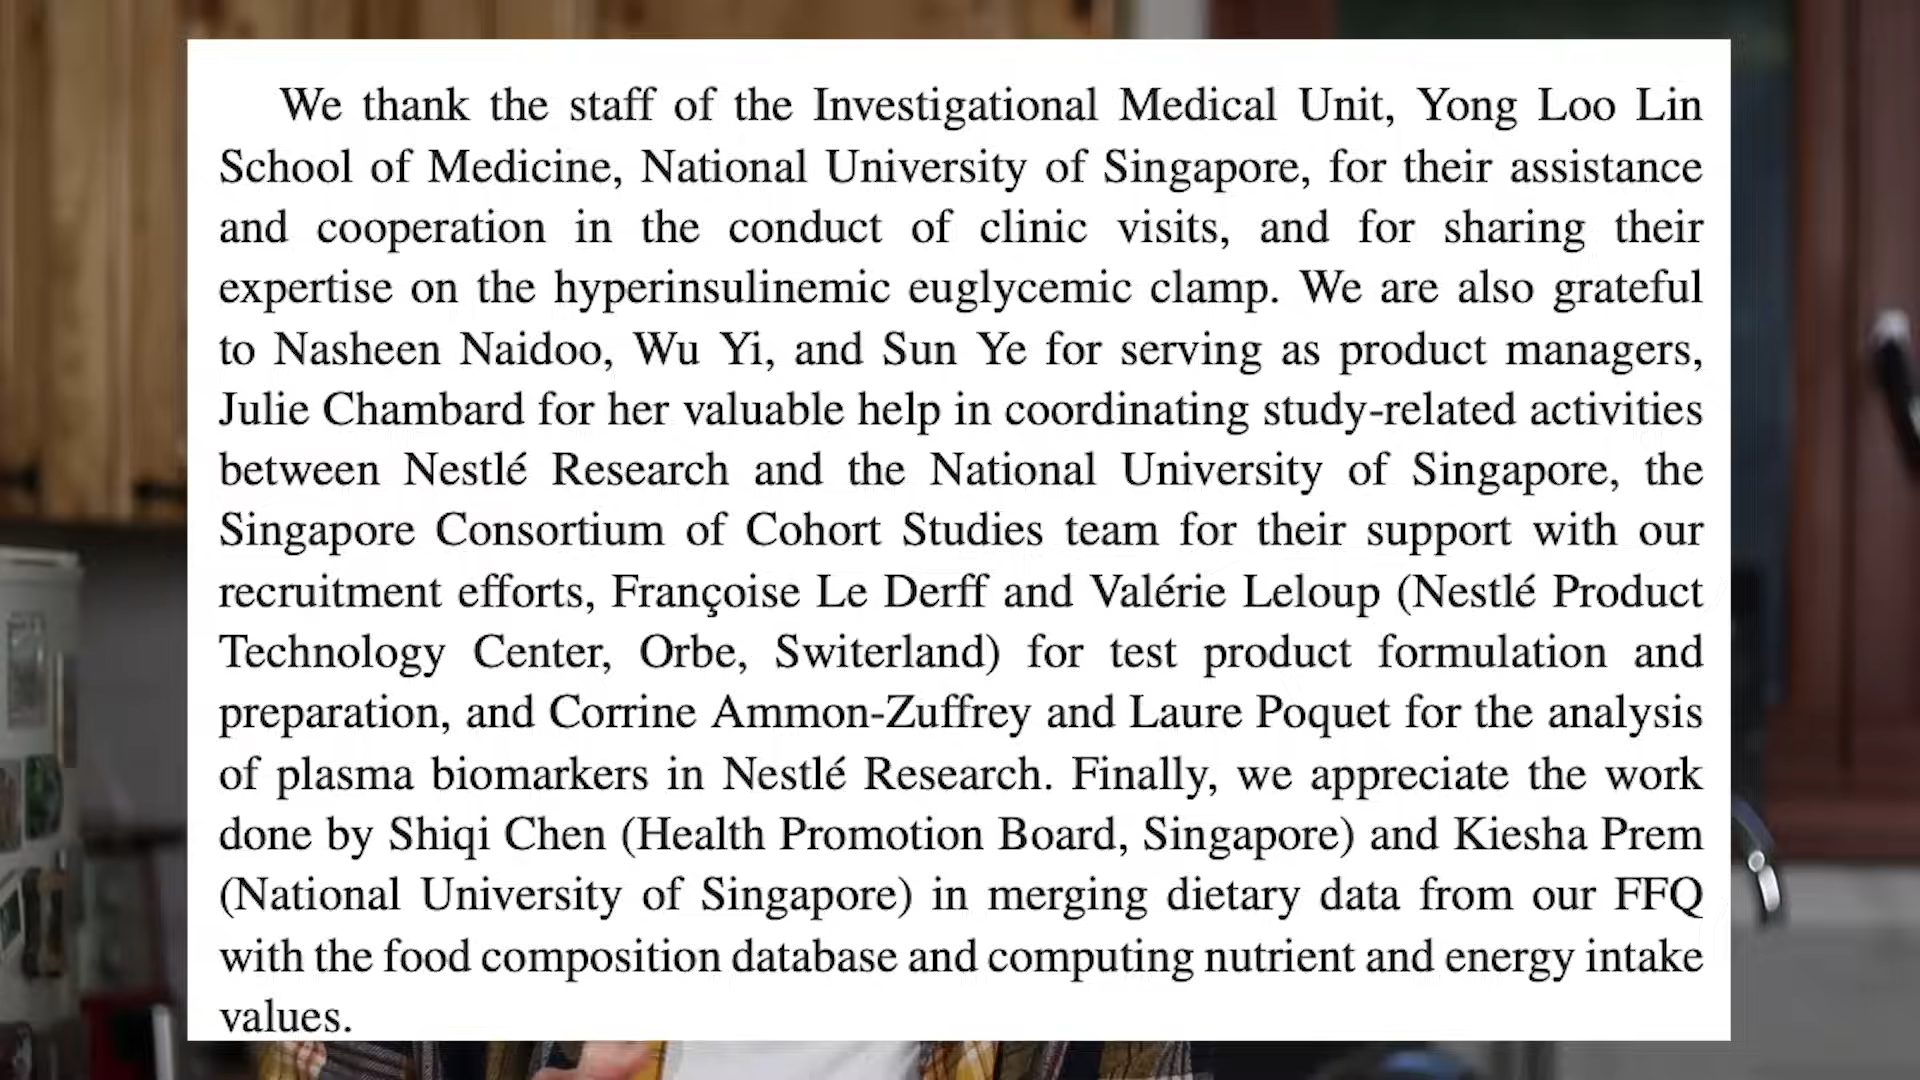 We thank the staff of the Investigational Medical Unit, Yong Loo Lin
School of Medicine, National University of Singapore, for their assistance
and cooperation in the conduct of clinic visits, and for sharing their
expertise on the hyperinsulinemic euglycemic clamp. We are also grateful
to Nasheen Naidoo, Wu Yi, and Sun Ye for serving as product managers,
Julie Chambard for her valuable help in coordinating study-related activities
between Nestlé Research and the National University of Singapore, the
Singapore Consortium of Cohort Studies team for their support with our
recruitment efforts, Françoise Le Derff and Valérie Leloup (Nestlé Product
Technology Center, Orbe, Switerland) for test product formulation and
preparation, and Corrine Ammon-Zuffrey and Laure Poquet for the analysis
of plasma biomarkers in Nestlé Research. Finally, we appreciate the work
done by Shiqi Chen (Health Promotion Board, Singapore) and Kiesha Prem
(National University of Singapore) in merging dietary data from our FFQ
with the food composition database and computing nutrient and energy intake
values.